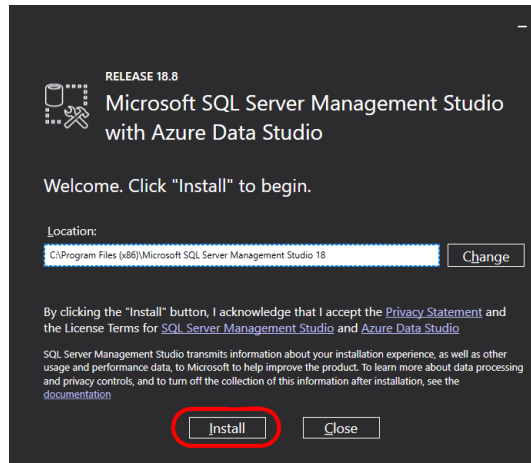 RELEASE 18.8
Microsoft SQL Server Management Studio
with Azure Data Studio
Welcome. Click "Install" to begin.
Location:
C:\Program Files (x86)\Microsoft SQL Server Management Studio 18
Change
By clicking the "Install" button, I acknowledge that I accept the Privacy Statement and
the License Terms for SQL Server Management Studio and Azure Data Studio
SQL Server Management Studio transmits information about your installation experience, as well as other
usage and performance data, to Microsoft to help improve the product. To learn more about data processing
and privacy controls, and to turn off the collection of this information after installation, see the
documentation
Install
Close